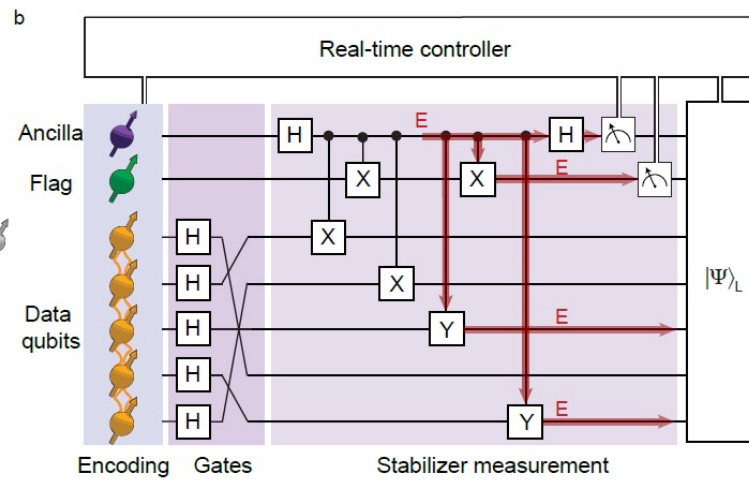 b
Real-time controller
Ancilla
H
E
H
Flag
X
X
E
H
X
H
X
|Ψ⟩L
Data
qubits
H
Y
E
H
H
Y
E
Encoding
Gates
Stabilizer measurement